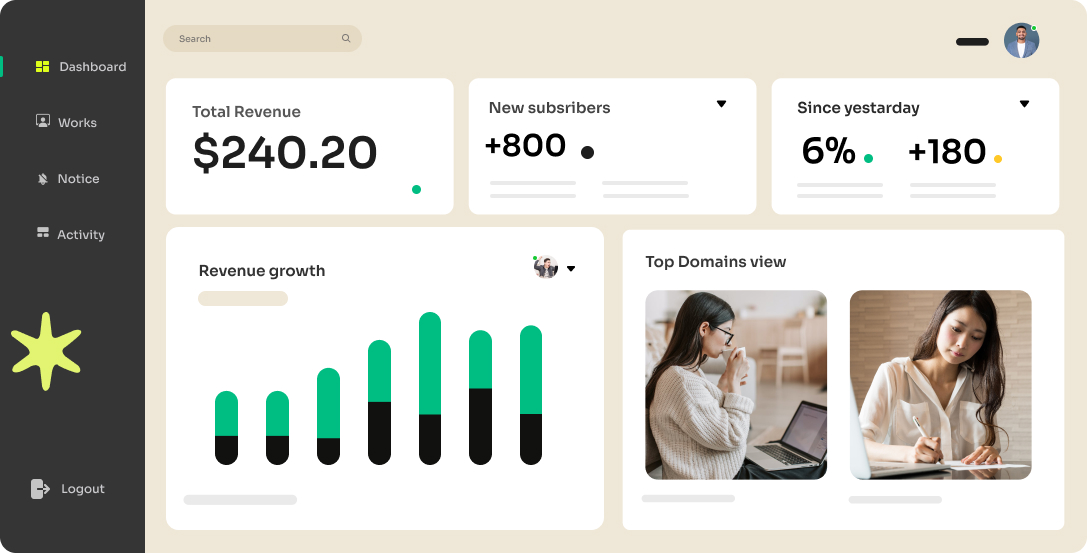 Search
Dashboard
Works
Notice
Activity
Logout
Total Revenue
$240.20
New subsribers
+800
Since yestarday
6%
+180
Revenue growth
Top Domains view